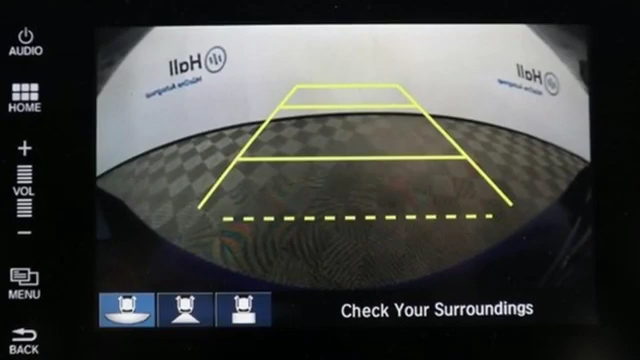 AUDIO
HOME
+
VOL
−
MENU
BACK
Hall
Hall
Check Your Surroundings